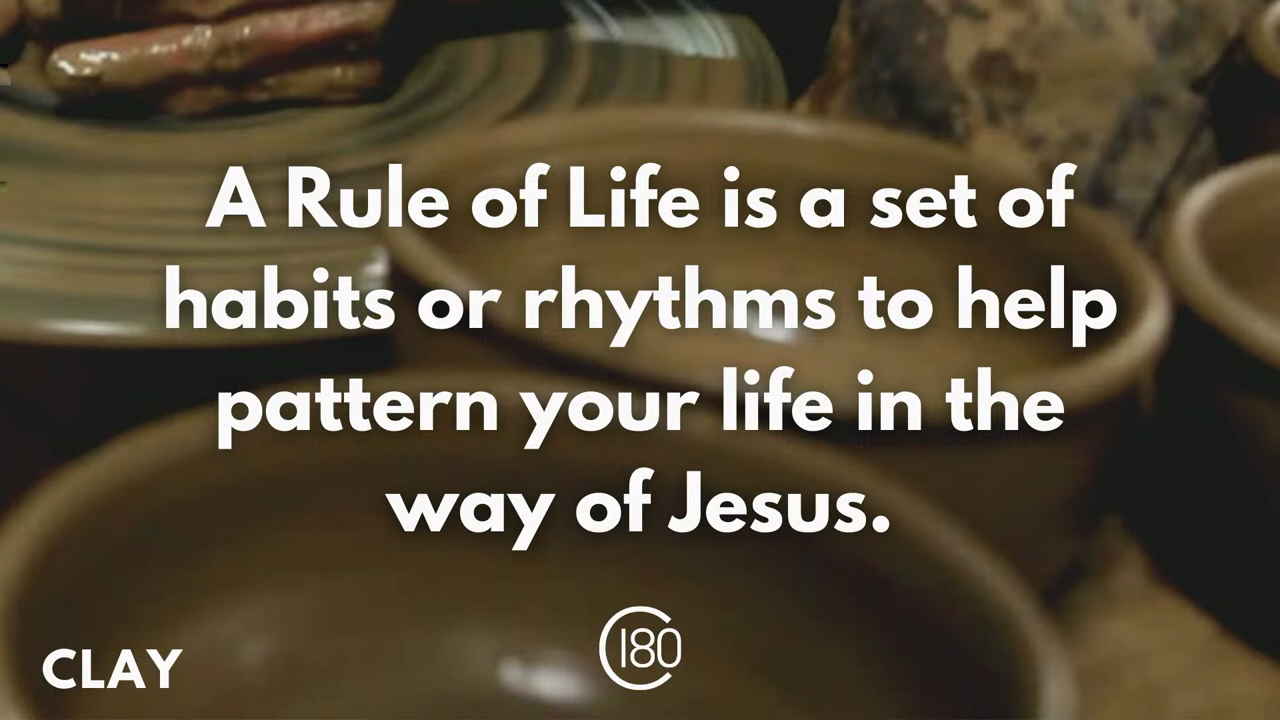 A Rule of Life is a set of
habits or rhythms to help
pattern your life in the
way of Jesus.
CLAY
C180